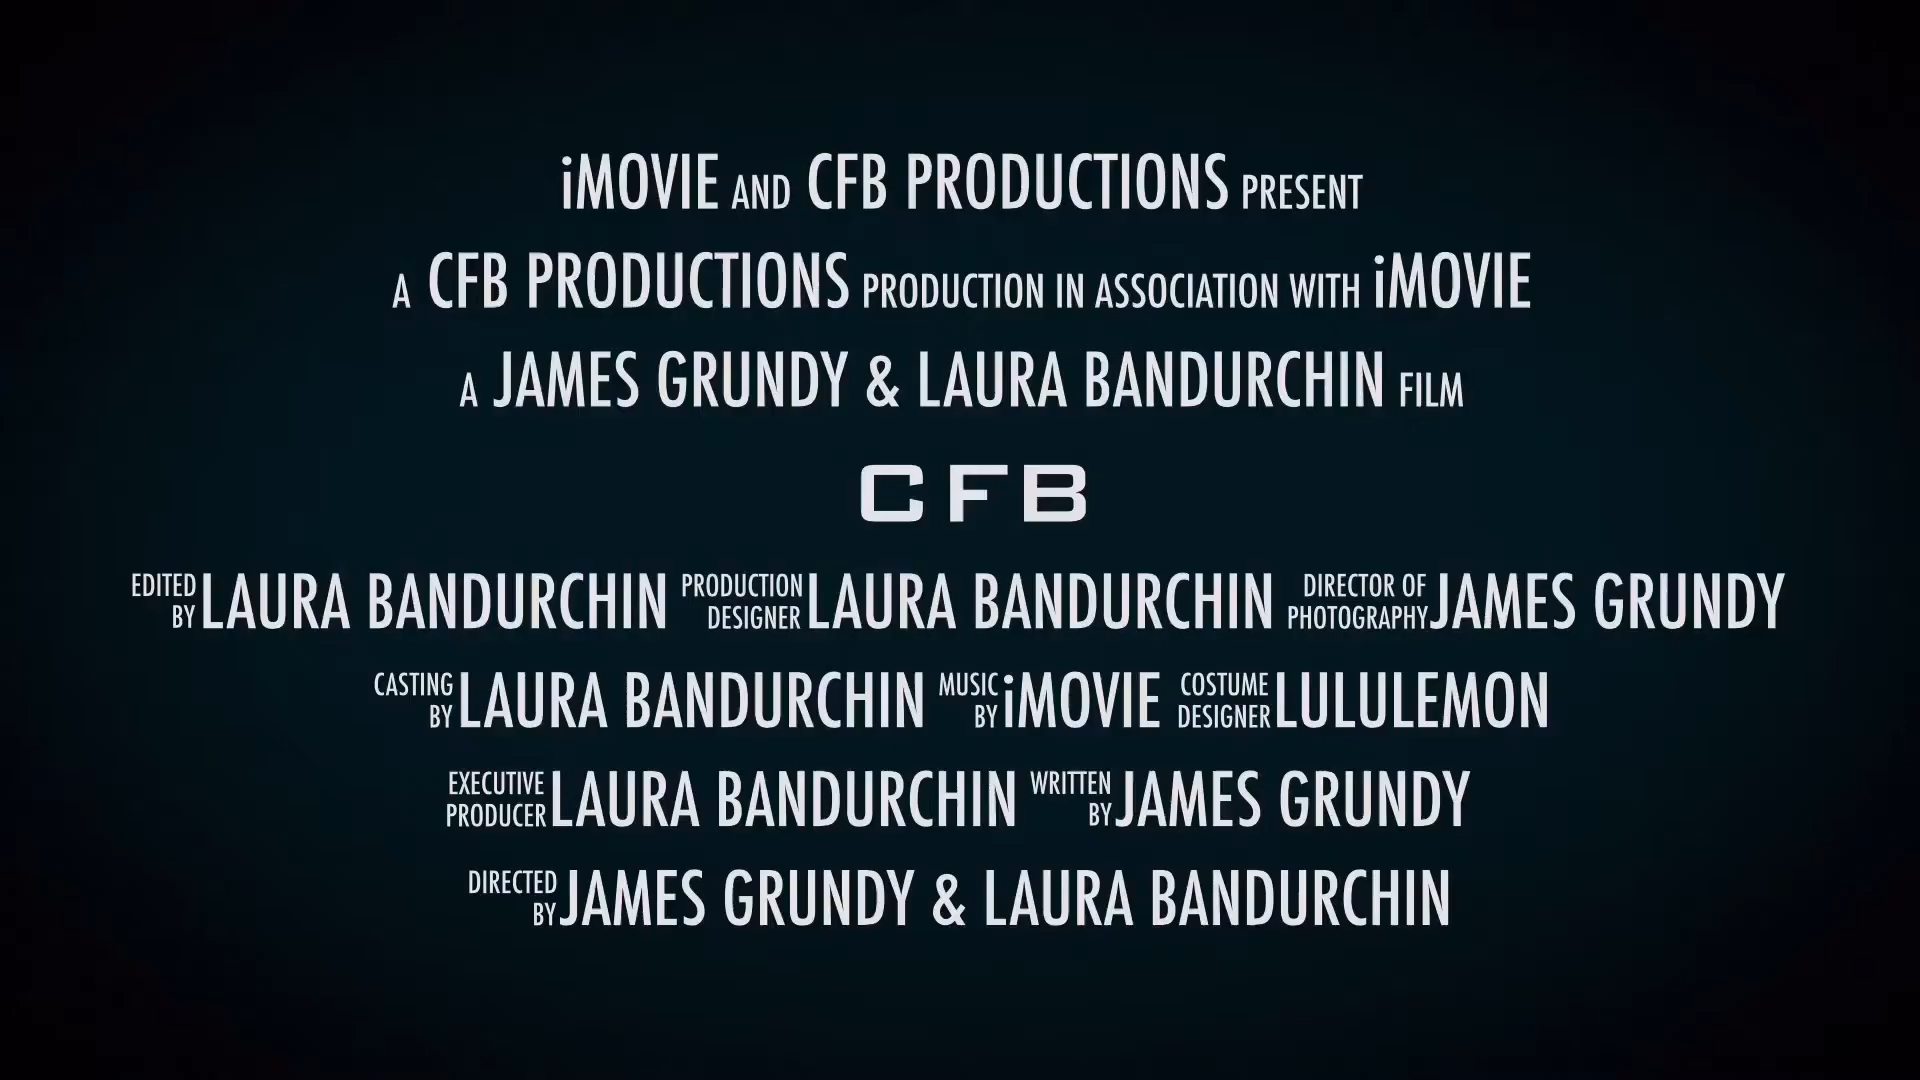 iMOVIE AND CFB PRODUCTIONS PRESENT
A CFB PRODUCTIONS PRODUCTION IN ASSOCIATION WITH iMOVIE
A JAMES GRUNDY & LAURA BANDURCHIN FILM
CFB
EDITED BY LAURA BANDURCHIN PRODUCTION DESIGNER LAURA BANDURCHIN DIRECTOR OF PHOTOGRAPHY JAMES GRUNDY
CASTING BY LAURA BANDURCHIN MUSIC BY iMOVIE COSTUME DESIGNER LULULEMON
EXECUTIVE PRODUCER LAURA BANDURCHIN WRITTEN BY JAMES GRUNDY
DIRECTED BY JAMES GRUNDY & LAURA BANDURCHIN